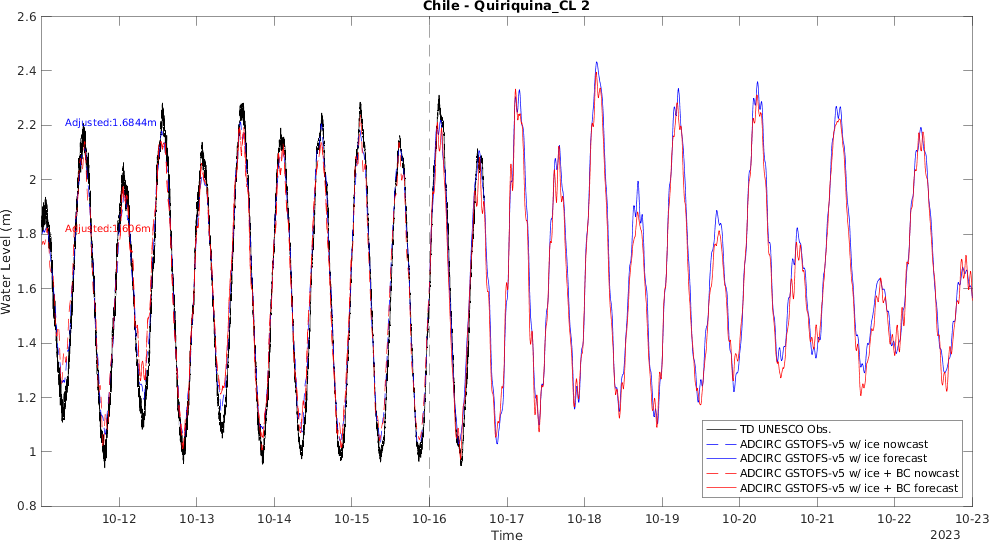 Chile - Quiriquina_CL 2
Water Level (m)
2.6
2.4
2.2
2
1.8
1.6
1.4
1.2
1
0.8
Adjusted:1.6844m
Adjusted:1.606m
TD UNESCO Obs.
ADCIRC GSTOFS-v5 w/ ice nowcast
ADCIRC GSTOFS-v5 w/ ice forecast
ADCIRC GSTOFS-v5 w/ ice + BC nowcast
ADCIRC GSTOFS-v5 w/ ice + BC forecast
10-12 10-13 10-14 10-15 10-16 10-17 10-18 10-19 10-20 10-21 10-22 10-23
Time
2023